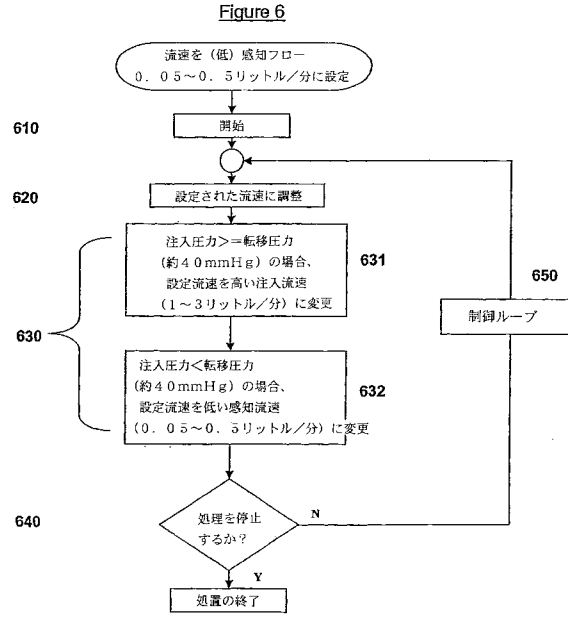 Figure 6
流速を（低）感知フロー
０．０５～０．５リットル／分に設定
610
開始
620
設定された流速に調整
630
注入圧力>=転移圧力
(約４０ｍｍＨｇ）の場合、
設定流速を高い注入流速
(１～３リットル／分）に変更
631
注入圧力<転移圧力
(約４０ｍｍＨｇ）の場合、
設定流速を低い感知流速
(０．０５～０．５リットル／分）に変更
632
650
制御ループ
640
処理を停止
するか？
N
Y
処置の終了